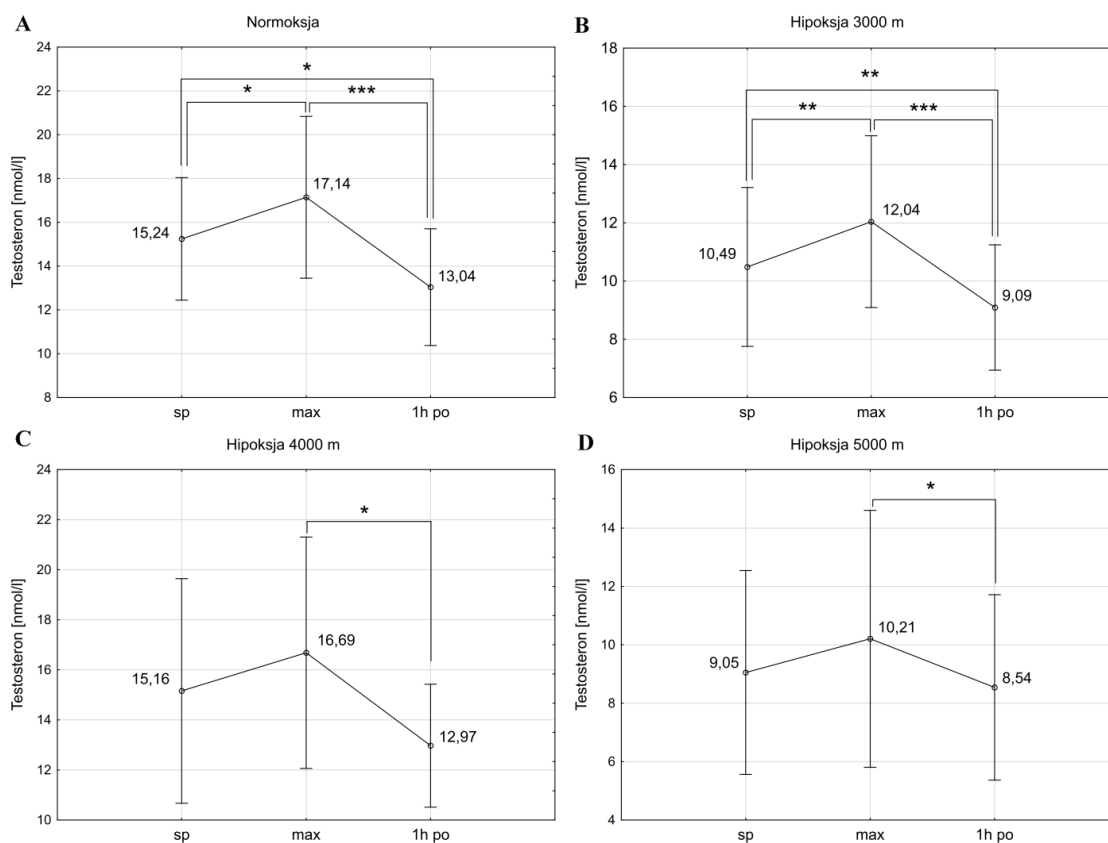 A
Normoksja
Testosteron [nmol/l]
24
22
20
18
16
14
12
10
8
*
*
***
15,24
17,14
13,04
sp
max
1h po
B
Hipoksja 3000 m
Testosteron [nmol/l]
18
16
14
12
10
8
6
**
**
***
10,49
12,04
9,09
sp
max
1h po
C
Hipoksja 4000 m
Testosteron [nmol/l]
24
22
20
18
16
14
12
10
*
15,16
16,69
12,97
sp
max
1h po
D
Hipoksja 5000 m
Testosteron [nmol/l]
16
14
12
10
8
6
4
*
9,05
10,21
8,54
sp
max
1h po